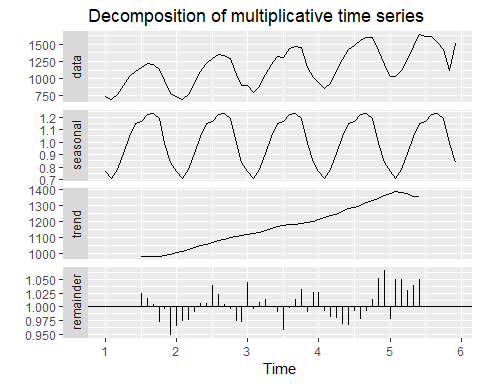 Decomposition of multiplicative time series
data
1500
1250
1000
750
seasonal
1.2
1.1
1.0
0.9
0.8
0.7
trend
1400
1300
1200
1100
1000
remainder
1.050
1.025
1.000
0.975
0.950
1 2 3 4 5 6
Time